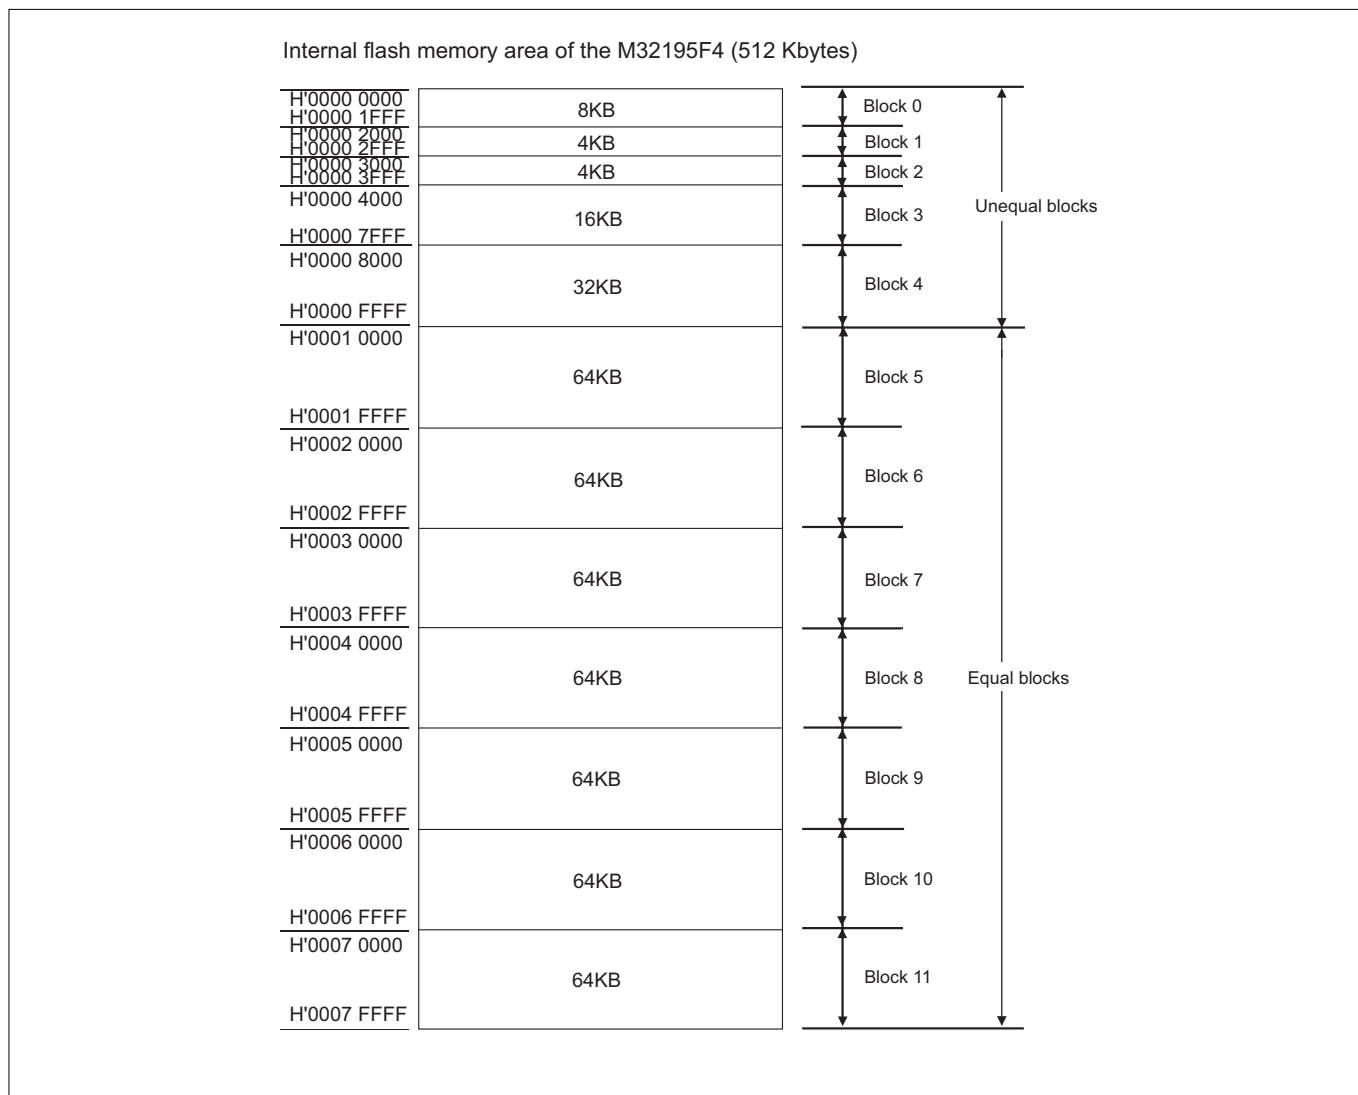 Internal flash memory area of the M32195F4 (512 Kbytes)
H'0000 0000
8KB
Block 0
H'0000 1FFF
H'0000 2000
4KB
Block 1
H'0000 2FFF
H'0000 3000
4KB
Block 2
H'0000 3FFF
H'0000 4000
16KB
Block 3
Unequal blocks
H'0000 7FFF
H'0000 8000
32KB
Block 4
H'0000 FFFF
H'0001 0000
64KB
Block 5
H'0001 FFFF
H'0002 0000
64KB
Block 6
H'0002 FFFF
H'0003 0000
64KB
Block 7
H'0003 FFFF
H'0004 0000
64KB
Block 8
Equal blocks
H'0004 FFFF
H'0005 0000
64KB
Block 9
H'0005 FFFF
H'0006 0000
64KB
Block 10
H'0006 FFFF
H'0007 0000
64KB
Block 11
H'0007 FFFF